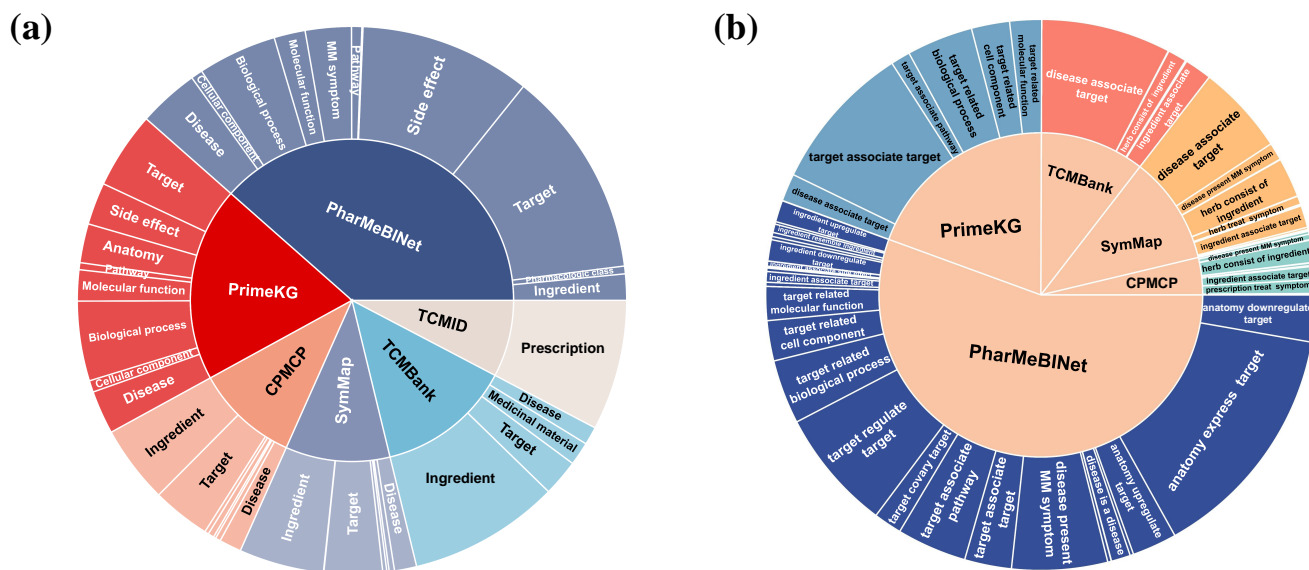 (a)
PharMeBINet
PrimeKG
CPMCP
SymMap
TCMBank
TCMID
Pathway
Side effect
Target
Pharmacologic class
Ingredient
Prescription
Disease
Medicinal material
Target
Ingredient
Disease
Target
Ingredient
Disease
Target
Ingredient
Disease
Cellular component
Biological process
Molecular function
Pathway
Anatomy
Side effect
Target
Disease
Cellular component
Biological process
Molecular function
MM symptom
(b)
TCMBank
SymMap
CPMCP
PharMeBINet
PrimeKG
disease associate
target
herb consist of ingredient
ingredient associate
target
disease associate
target
disease present MM symptom
herb consist of
ingredient
herb treat symptom
ingredient associate target
disease present MM symptom
herb consist of ingredient
ingredient associate target
prescription treat symptom
anatomy downregulate
target
anatomy express target
anatomy upregulate
target
disease is a disease
disease present
MM symptom
target associate
target
target associate
pathway
target covary target
target regulate
target
target related
biological process
target related
cell component
target related
molecular function
ingredient associate target
ingredient downregulate
target
ingredient resemble ingredient
ingredient upregulate
target
disease associate target
target associate target
target associate pathway
target related
biological process
target related
cell component
target related
molecular function